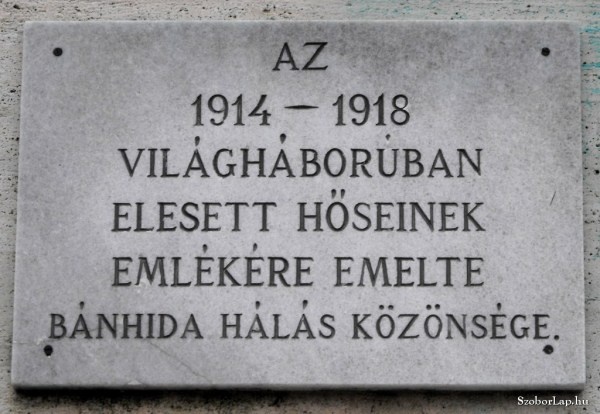 AZ
1914 – 1918
VILÁGHÁBORÚBAN
ELESETT HŐSEINEK
EMLÉKÉRE EMELTE
BÁNHIDA HÁLÁS KÖZÖNSÉGE.
SzoborLap.hu